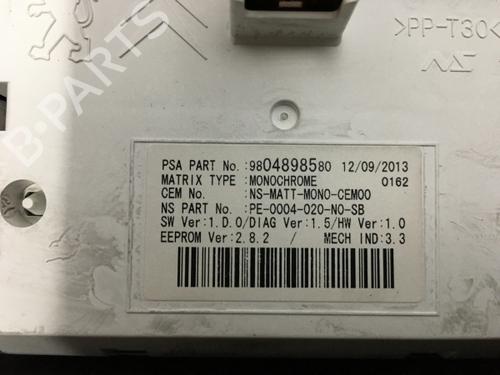 B-PARTS
>PP-T30<
NS
PSA PART No. :9804898580 12/09/2013
MATRIX TYPE :MONOCHROME 0162
CEM No. :NS-MATT-MONO-CEM00
NS PART No. :PE-0004-020-NO-SB
SW Ver:1.D.0/DIAG Ver:1.5/HW Ver:1.0
EEPROM Ver:2.8.2 / MECH IND:3.3